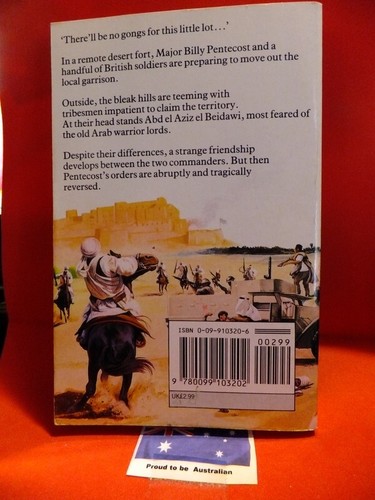 'There'll be no gongs for this little lot...'
In a remote desert fort, Major Billy Pentecost and a
handful of British soldiers are preparing to move out the
local garrison.
Outside, the bleak hills are teeming with
tribesmen impatient to claim the territory.
At their head stands Abd el Aziz el Beidawi, most feared of
the old Arab warrior lords.
Despite their differences, a strange friendship
develops between the two commanders. But then
Pentecost's orders are abruptly and tragically
reversed.
ISBN 0-09-910320-6
00299
9 780099 103202
UK£2.99
Proud to be Australian